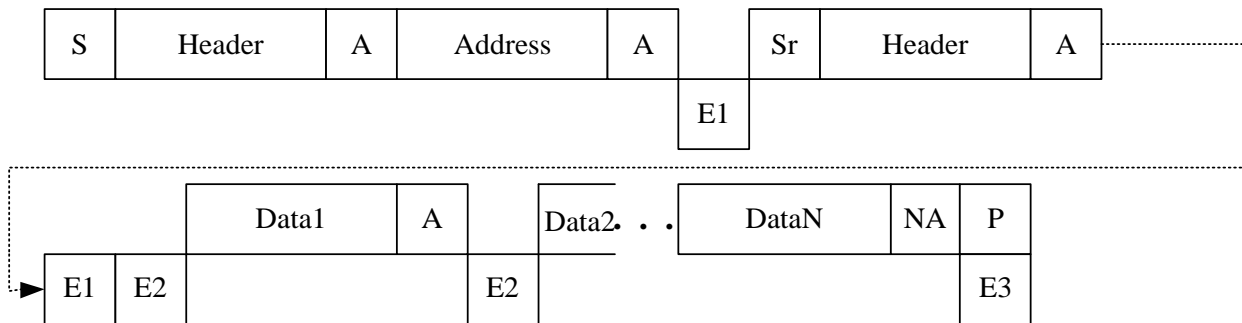 S Header A Address A Sr Header A
E1
Data1 A Data2 . . . DataN NA P
E1 E2 E2 E3